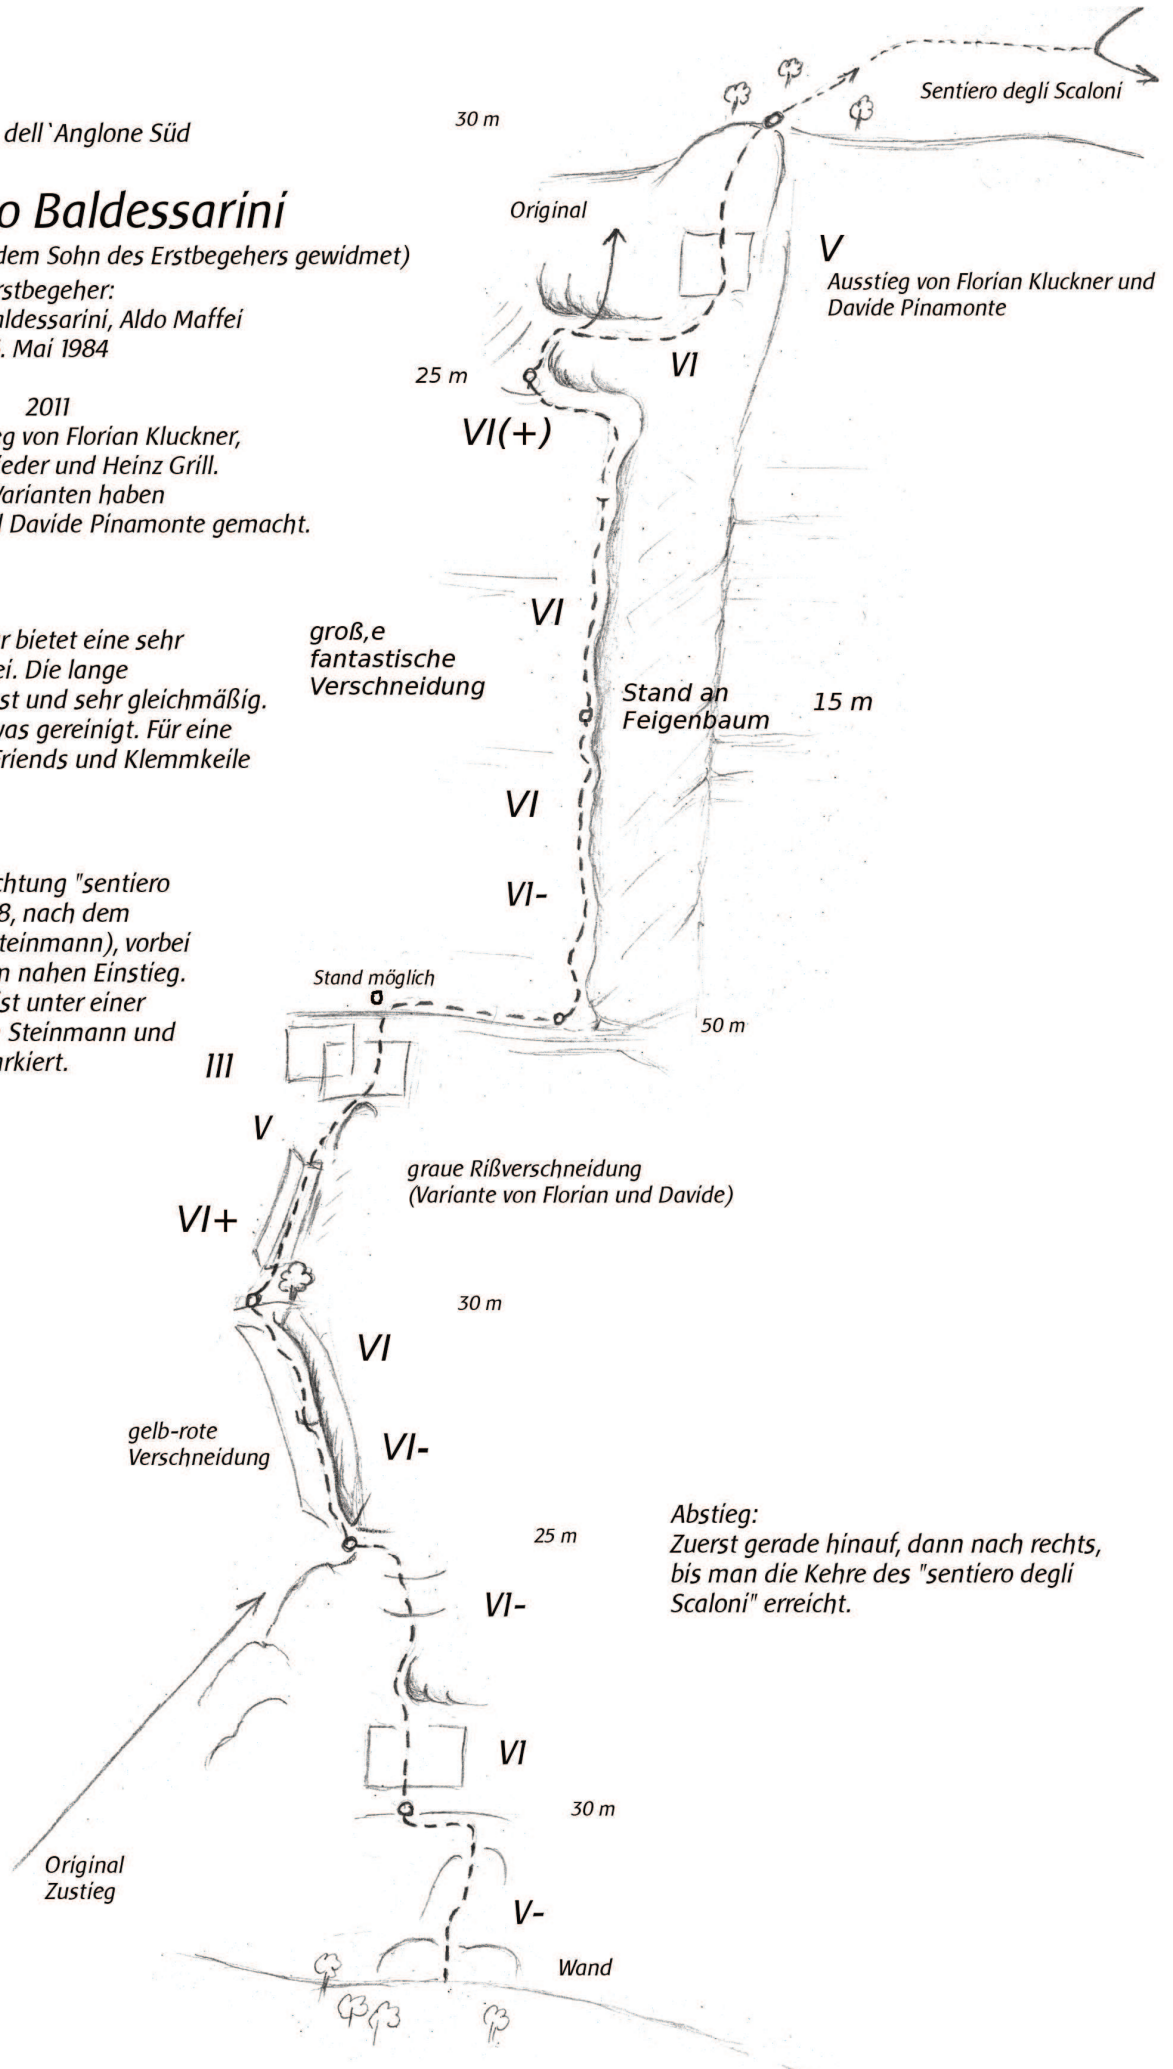 dell`Anglone Süd
o Baldessarini
dem Sohn des Erstbegehers gewidmet)
rstbegeher:
aldessarini, Aldo Maffei
. Mai 1984
2011
eg von Florian Kluckner,
ieder und Heinz Grill.
Varianten haben
d Davide Pinamonte gemacht.
r bietet eine sehr
ei. Die lange
st und sehr gleichmäßig.
was gereinigt. Für eine
Friends und Klemmkeile
chtung "sentiero
8, nach dem
teinmann), vorbei
m nahen Einstieg.
ist unter einer
Steinmann und
arkiert.
Sentiero degli Scaloni
30 m
Original
V
Ausstieg von Florian Kluckner und
Davide Pinamonte
VI
25 m
VI(+)
VI
groß,e
fantastische
Verschneidung
Stand an
Feigenbaum
15 m
VI
VI-
Stand möglich
50 m
III
V
graue Rißverschneidung
(Variante von Florian und Davide)
VI+
30 m
VI
gelb-rote
Verschneidung
VI-
Abstieg:
Zuerst gerade hinauf, dann nach rechts,
bis man die Kehre des "sentiero degli
Scaloni" erreicht.
25 m
VI-
VI
30 m
Original
Zustieg
V-
Wand